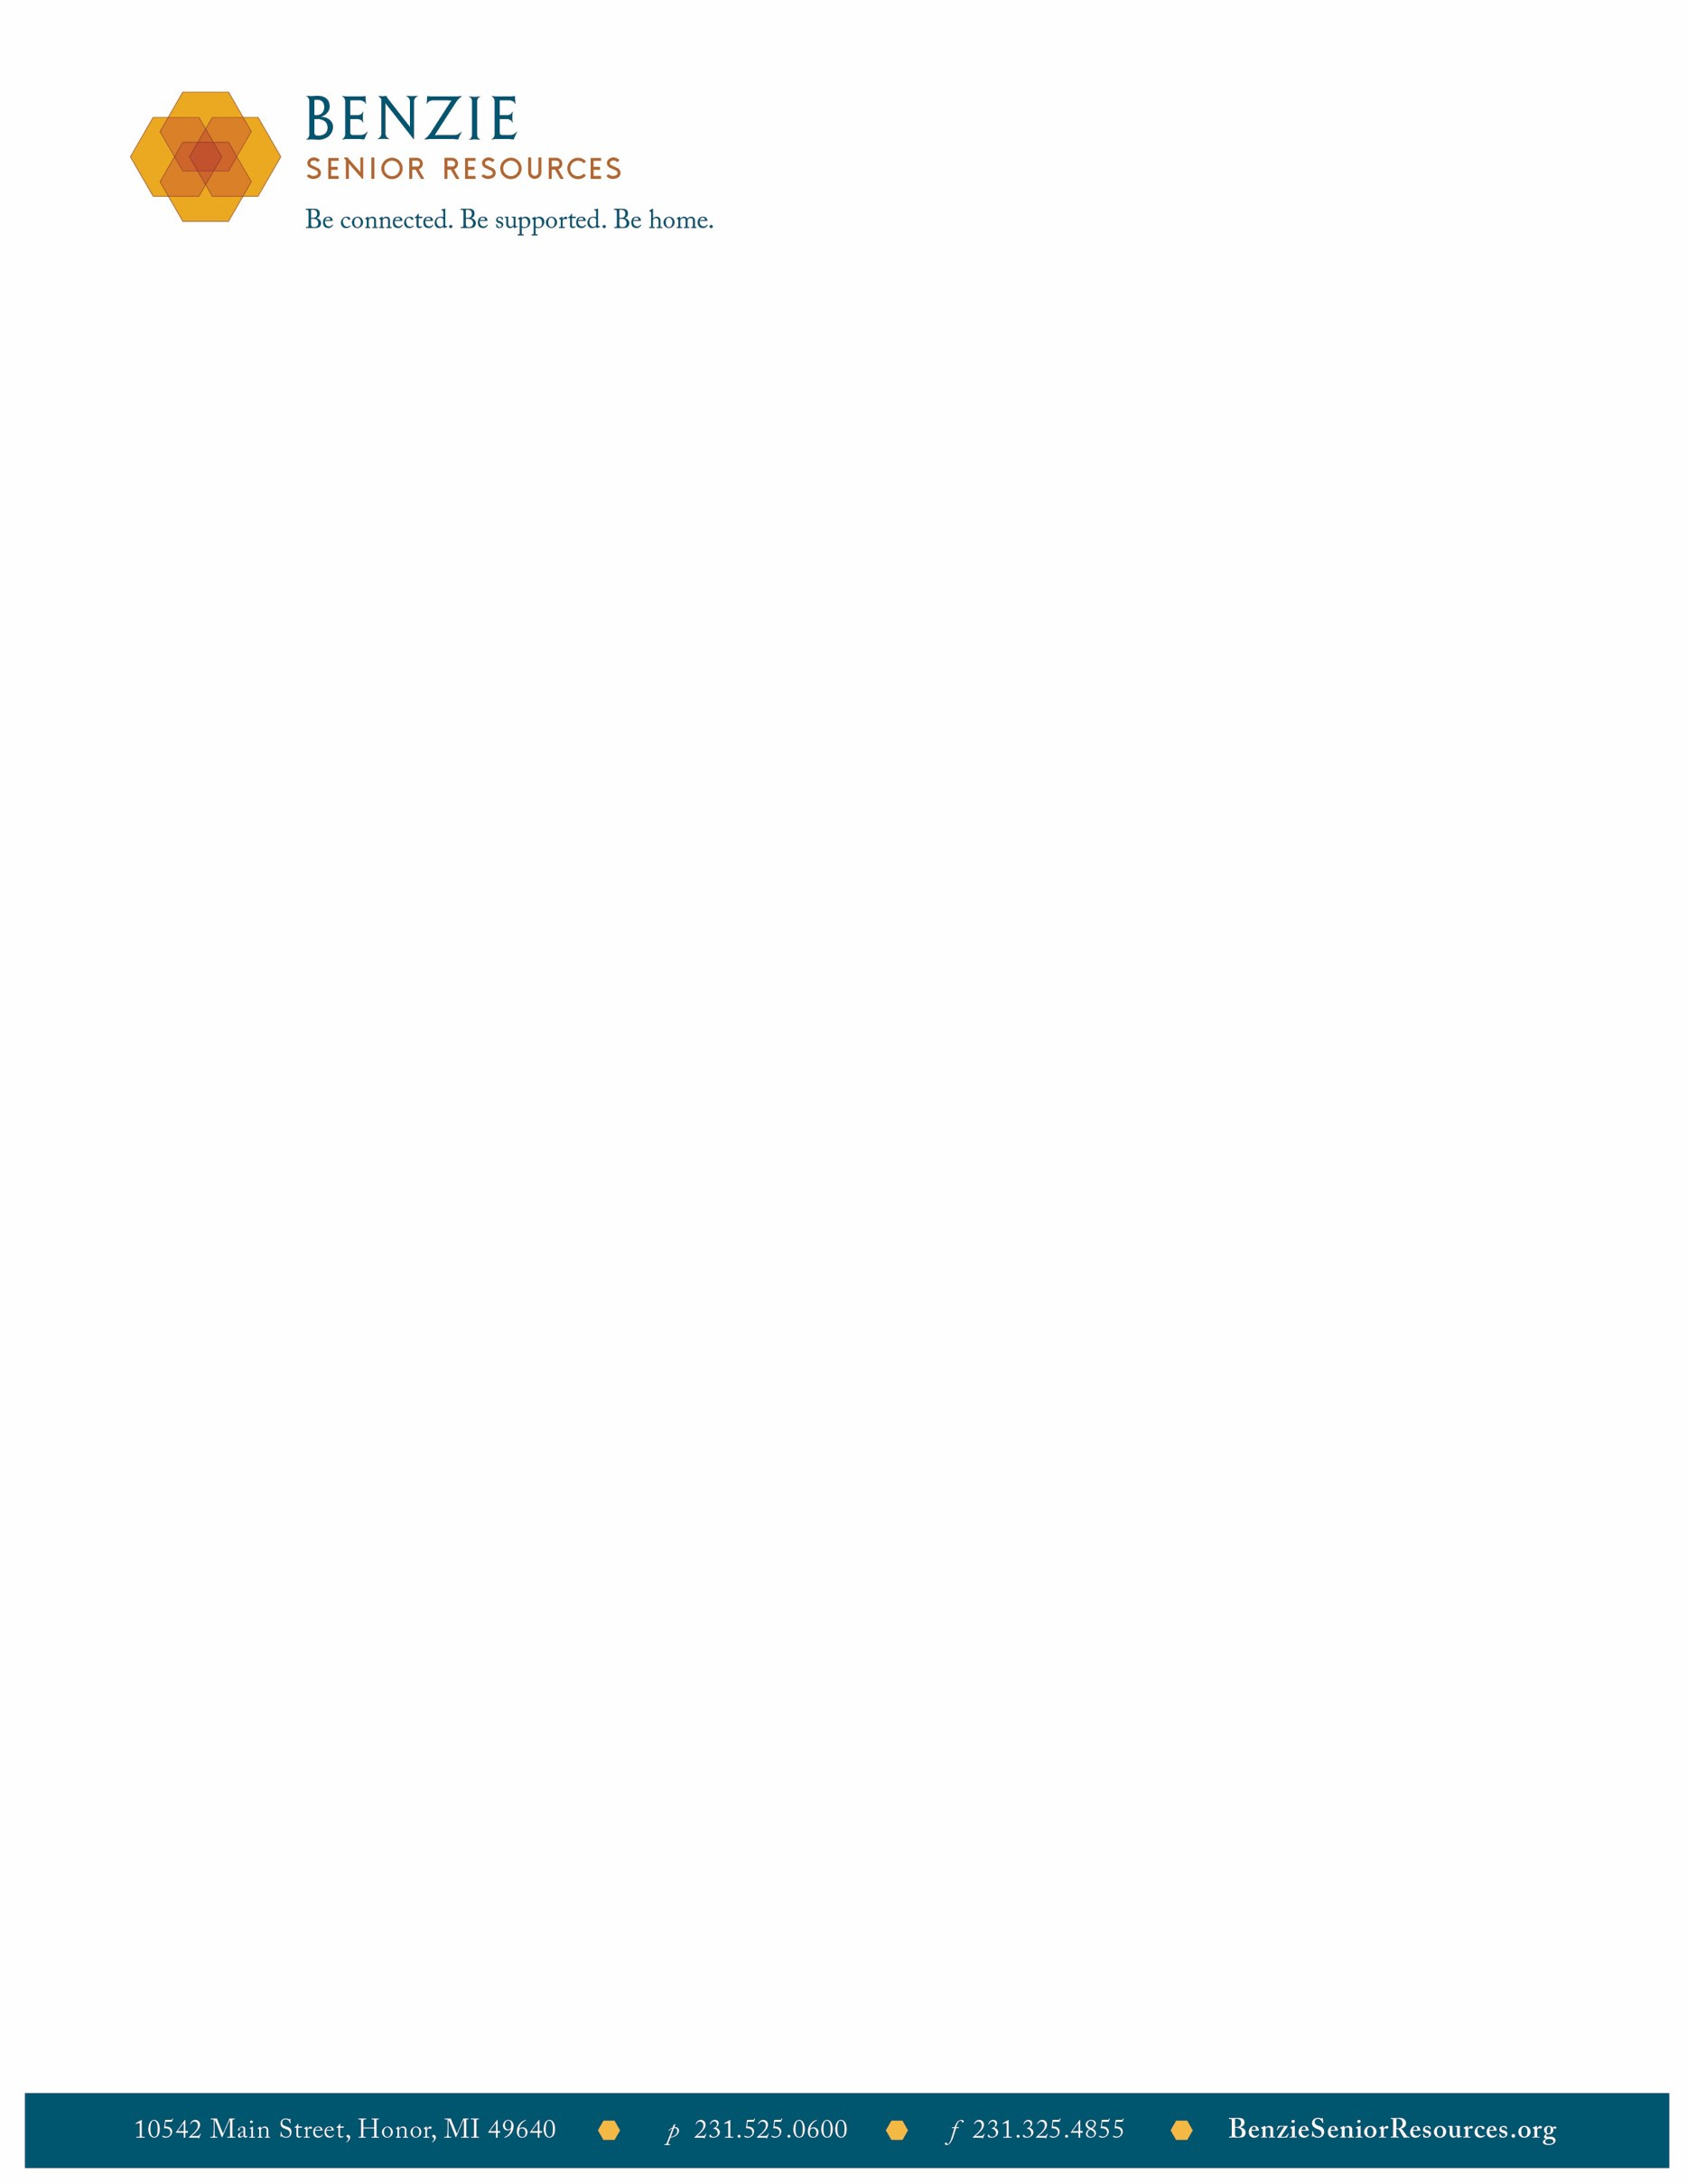 BENZIE
SENIOR RESOURCES
Be connected. Be supported. Be home.
10542 Main Street, Honor, MI 49640 p 231.525.0600 f 231.325.4855 BenzieSeniorResources.org